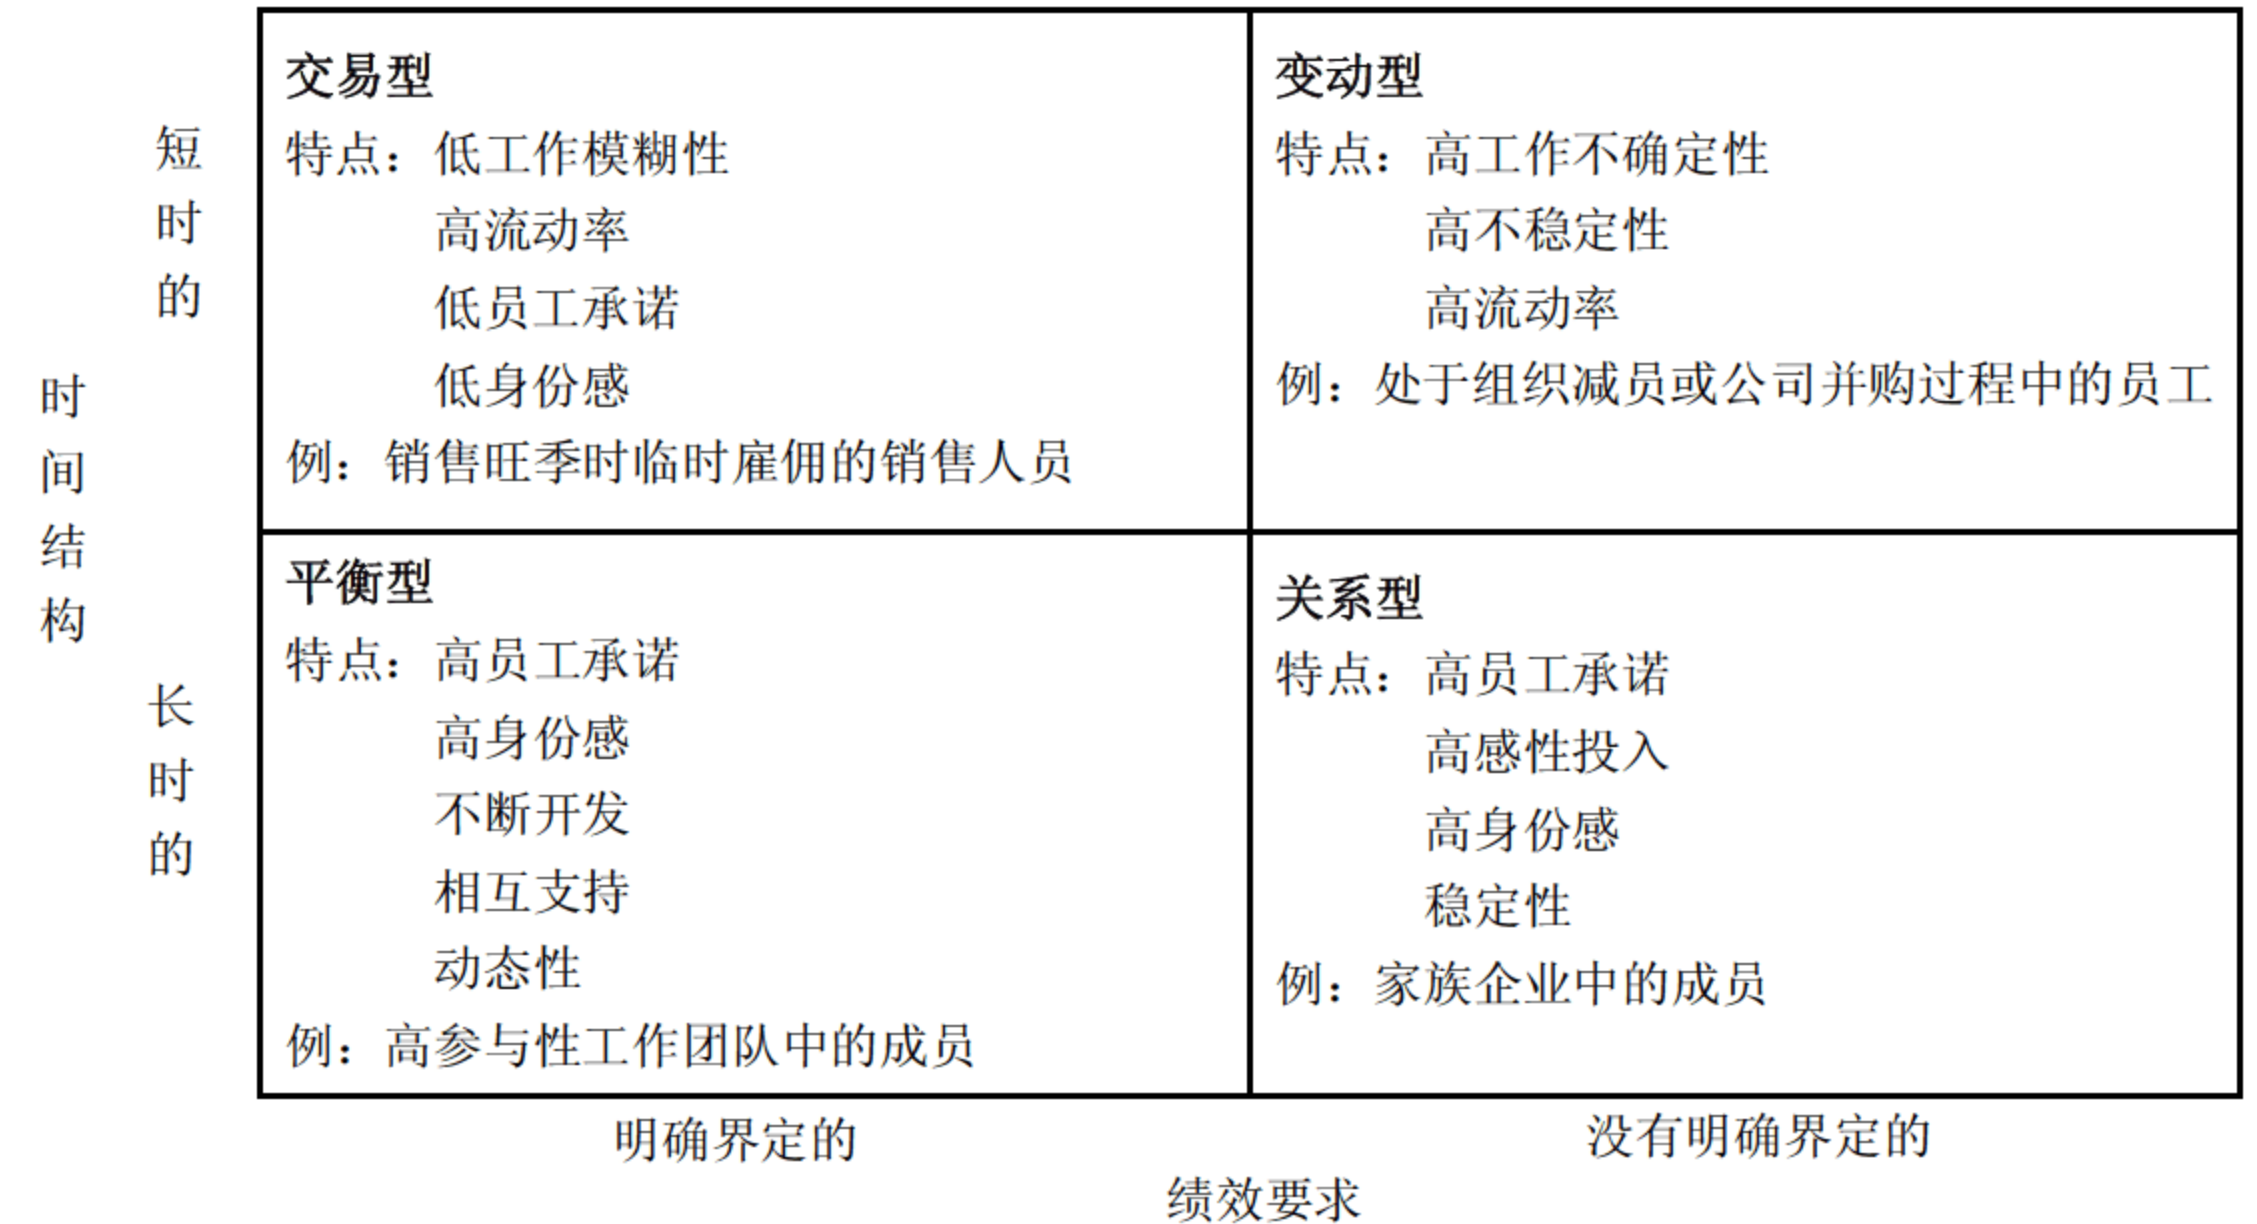 交易型
特点：低工作模糊性
高流动率
低员工承诺
低身份感
例：销售旺季时临时雇佣的销售人员
变动型
特点：高工作不确定性
高不稳定性
高流动率
例：处于组织减员或公司并购过程中的员工
平衡型
特点：高员工承诺
高身份感
不断开发
相互支持
动态性
例：高参与性工作团队中的成员
关系型
特点：高员工承诺
高感性投入
高身份感
稳定性
例：家族企业中的成员
时间结构
短时的
长时的
明确界定的
没有明确界定的
绩效要求